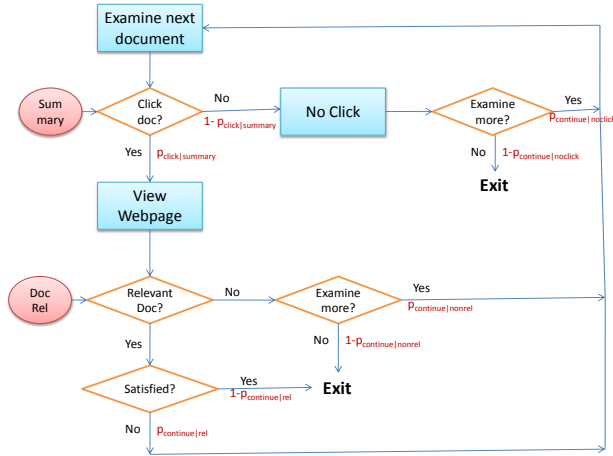 Examine next
document
Sum
mary
Click
doc?
No
1- pclick|summary
No Click
Examine
more?
Yes
pcontinue|noclick
Yes
pclick|summary
No
1-pcontinue|noclick
Exit
View
Webpage
Doc
Rel
Relevant
Doc?
No
Examine
more?
Yes
pcontinue|nonrel
Yes
No
1-pcontinue|nonrel
Satisfied?
Yes
1-pcontinue|rel
Exit
No
pcontinue|rel